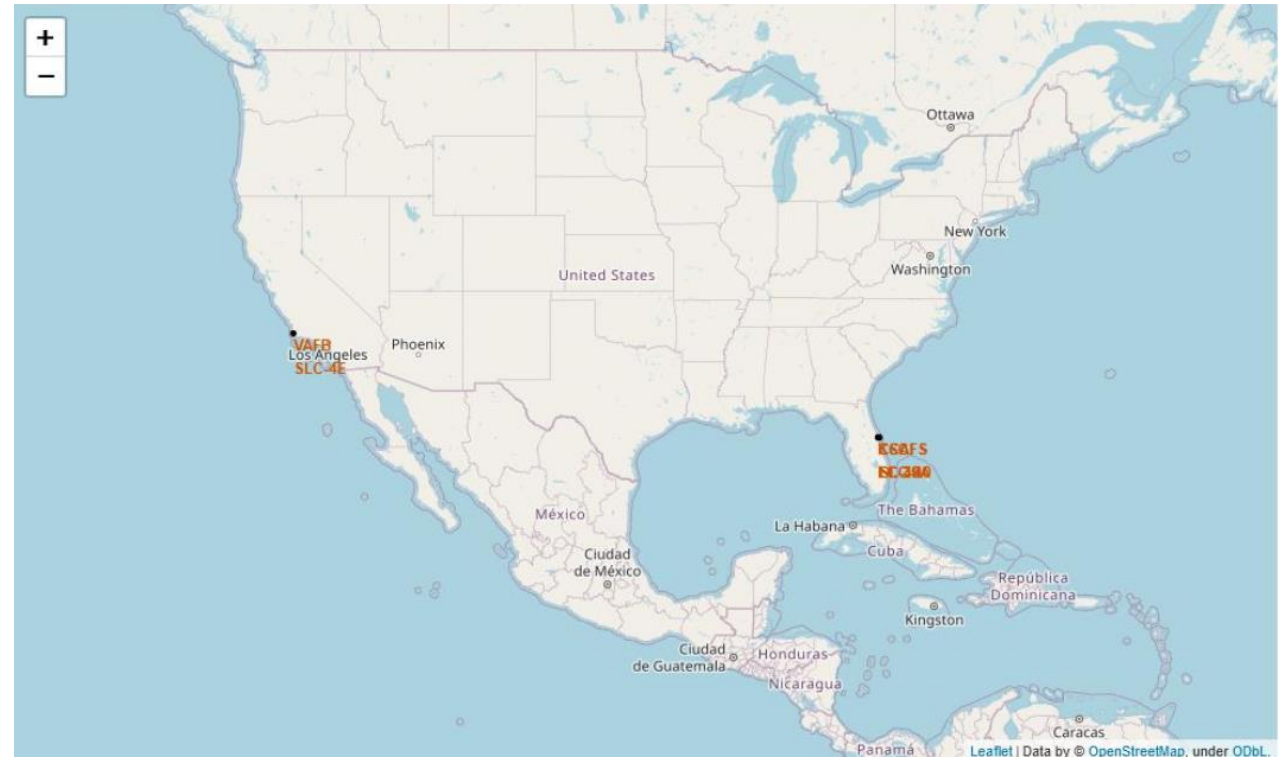 +
−
Ottawa
New York
Washington
United States
VAFB
Los Angeles
SLC-4E
Phoenix
The Bahamas
La Habana
Cuba
México
Ciudad
de México
República
Dominicana
Kingston
Ciudad
de Guatemala
Honduras
Nicaragua
Caracas
Panamá
Leaflet | Data by © OpenStreetMap, under ODbL.